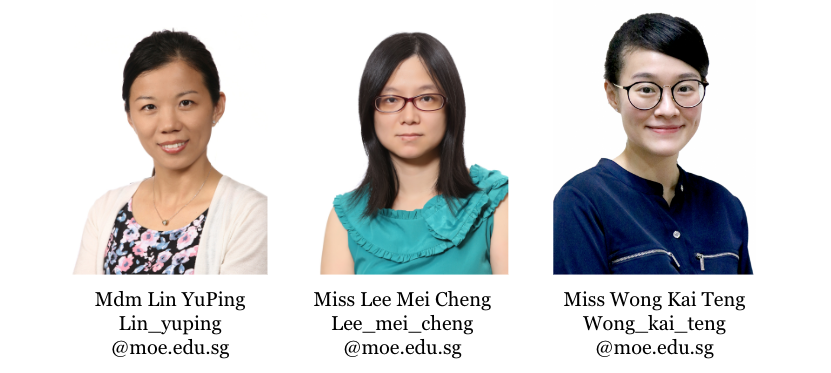 Mdm Lin YuPing
Lin_yuping
@moe.edu.sg
Miss Lee Mei Cheng
Lee_mei_cheng
@moe.edu.sg
Miss Wong Kai Teng
Wong_kai_teng
@moe.edu.sg